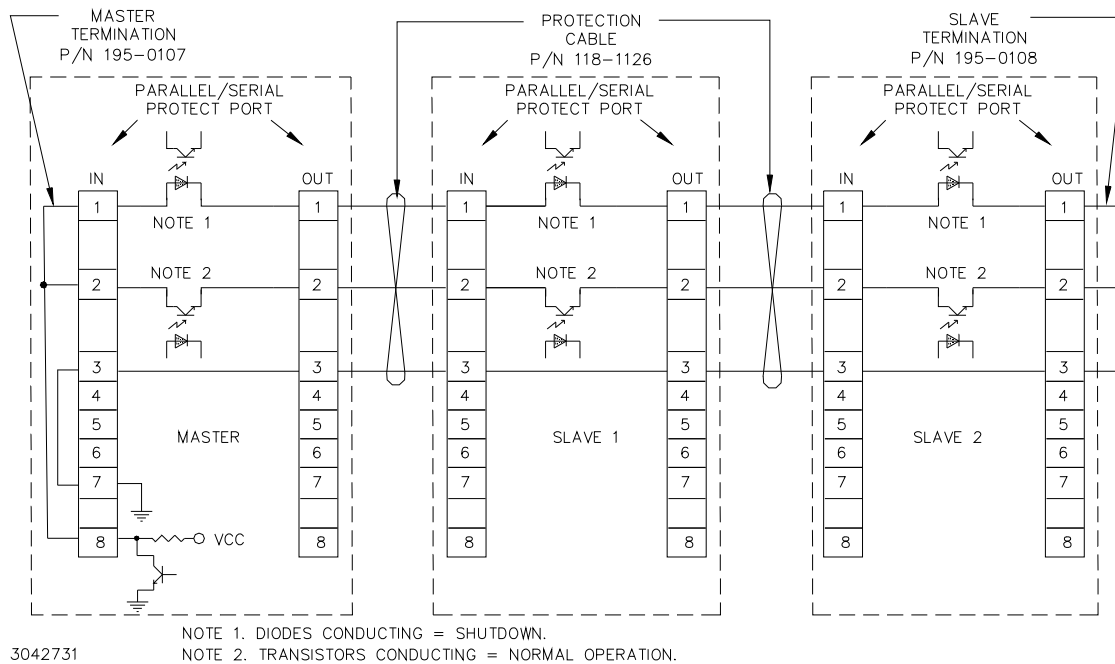 MASTER
TERMINATION
P/N 195-0107
PROTECTION
CABLE
P/N 118-1126
SLAVE
TERMINATION
P/N 195-0108
PARALLEL/SERIAL
PROTECT PORT
PARALLEL/SERIAL
PROTECT PORT
PARALLEL/SERIAL
PROTECT PORT
IN
OUT
IN
OUT
IN
OUT
1
NOTE 1
1
1
NOTE 1
1
1
NOTE 1
1
2
NOTE 2
2
2
NOTE 2
2
2
NOTE 2
2
3
3
3
3
3
3
4
4
4
4
4
4
5
5
5
5
5
5
MASTER
SLAVE 1
SLAVE 2
6
6
6
6
6
6
7
7
7
7
7
7
8
VCC
8
8
8
8
8
NOTE 1. DIODES CONDUCTING = SHUTDOWN.
3042731
NOTE 2. TRANSISTORS CONDUCTING = NORMAL OPERATION.